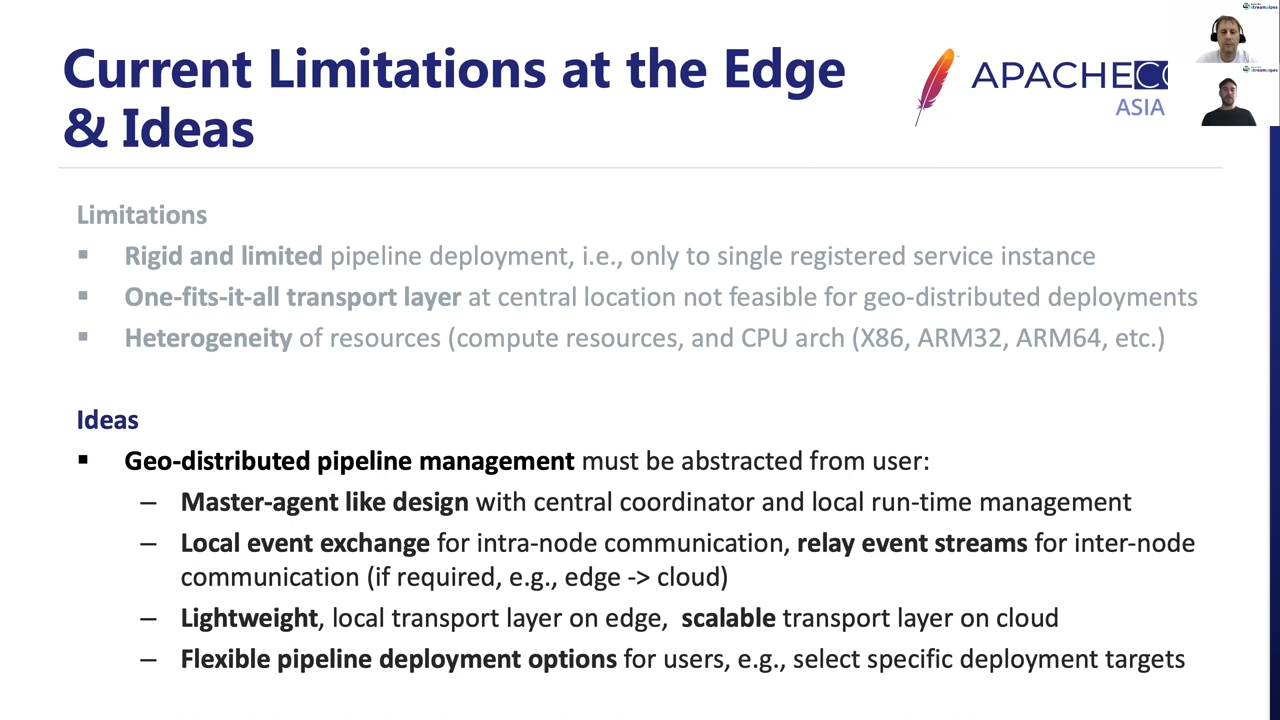 Current Limitations at the Edge
& Ideas
APACHECO
ASIA
Limitations
▪ Rigid and limited pipeline deployment, i.e., only to single registered service instance
▪ One-fits-it-all transport layer at central location not feasible for geo-distributed deployments
▪ Heterogeneity of resources (compute resources, and CPU arch (X86, ARM32, ARM64, etc.)
Ideas
▪ Geo-distributed pipeline management must be abstracted from user:
– Master-agent like design with central coordinator and local run-time management
– Local event exchange for intra-node communication, relay event streams for inter-node
communication (if required, e.g., edge -> cloud)
– Lightweight, local transport layer on edge, scalable transport layer on cloud
– Flexible pipeline deployment options for users, e.g., select specific deployment targets